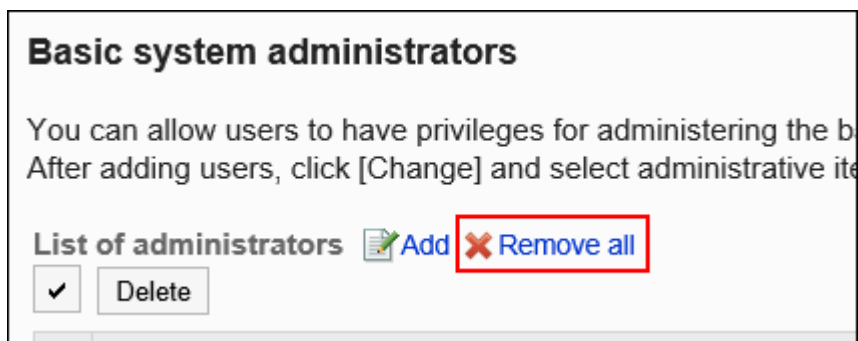 Basic system administrators
You can allow users to have privileges for administering the
After adding users, click [Change] and select administrative
List of administrators Add Remove all
Delete